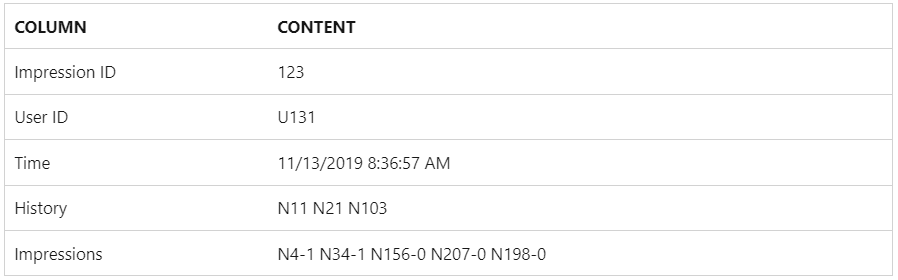 COLUMN CONTENT
Impression ID 123
User ID U131
Time 11/13/2019 8:36:57 AM
History N11 N21 N103
Impressions N4-1 N34-1 N156-0 N207-0 N198-0